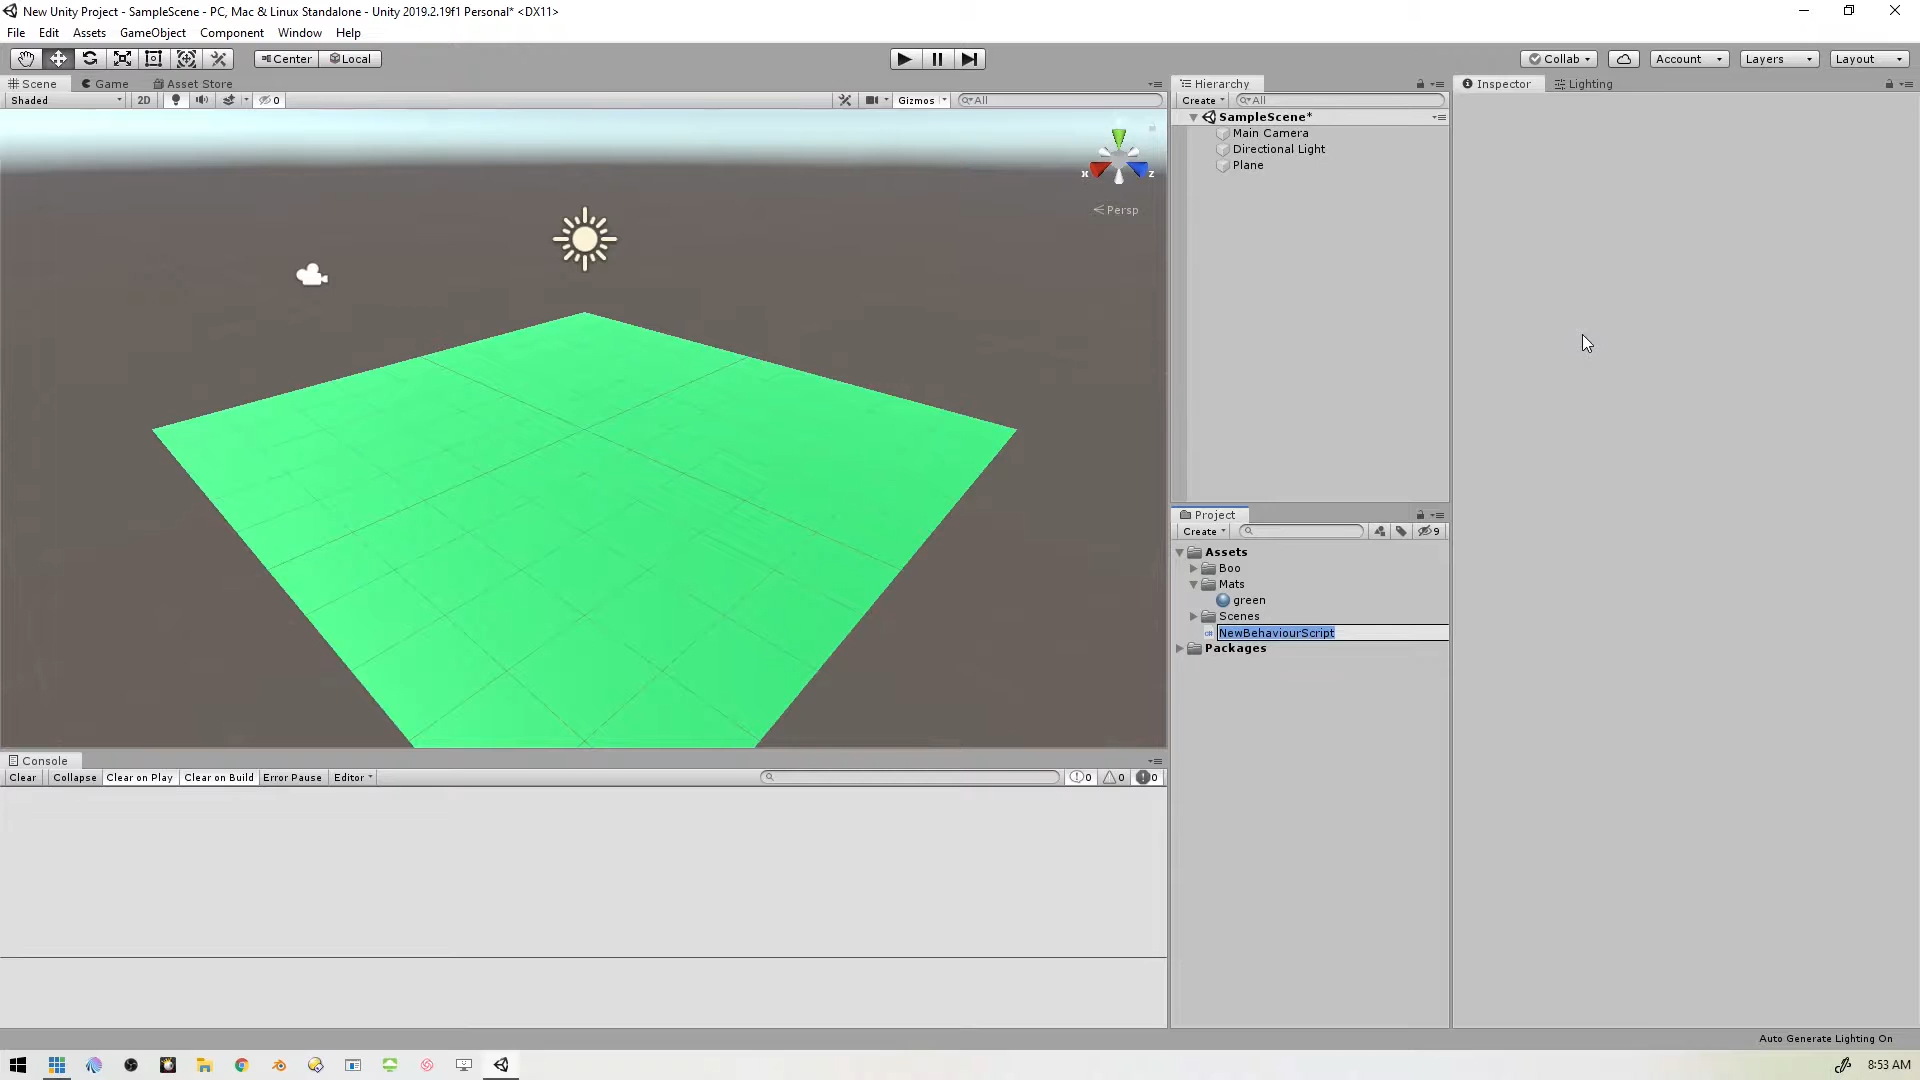 New Unity Project - SampleScene - PC, Mac & Linux Standalone - Unity 2019.2.19f1 Personal* <DX11>
File Edit Assets GameObject Component Window Help
Center Local Collab Account Layers Layout
Scene Game Asset Store
Shaded 2D 0 Gizmos All
x z
Persp
Hierarchy
Create All
SampleScene*
Main Camera
Directional Light
Plane
Inspector Lighting
Project
Create 9
Assets
Boo
Mats
green
Scenes
NewBehaviourScript
Packages
Console
Clear Collapse Clear on Play Clear on Build Error Pause Editor 0 0 0
Auto Generate Lighting On
8:53 AM